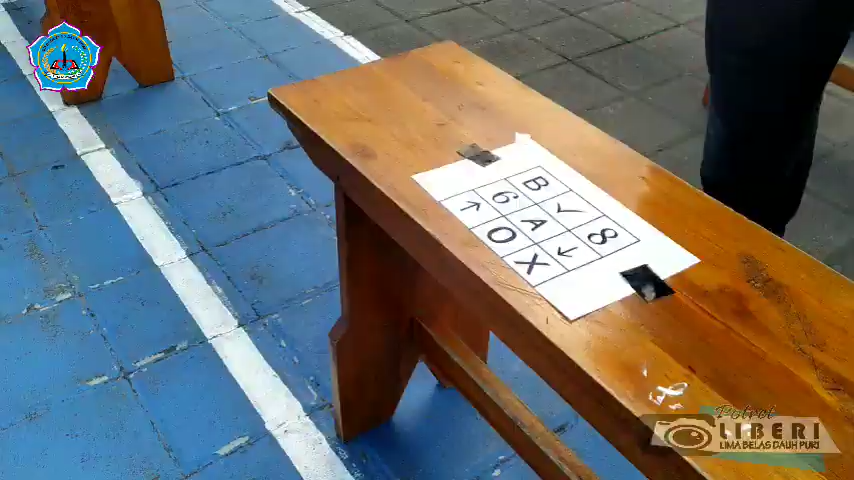 B ✓ 8
6 A ↓
↑ O X
Potret
LIBERI
LIMA BELAS DAUH PURI